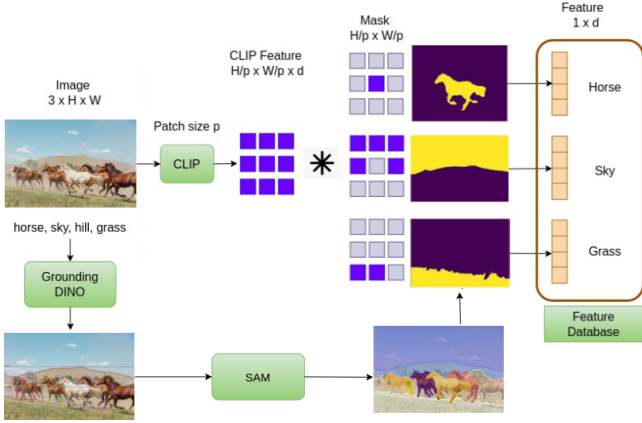 Feature
1 x d
Mask
H/p x W/p
CLIP Feature
H/p x W/p x d
Image
3 x H x W
Patch size p
CLIP
Horse
Sky
Grass
horse, sky, hill, grass
Grounding
DINO
SAM
Feature
Database